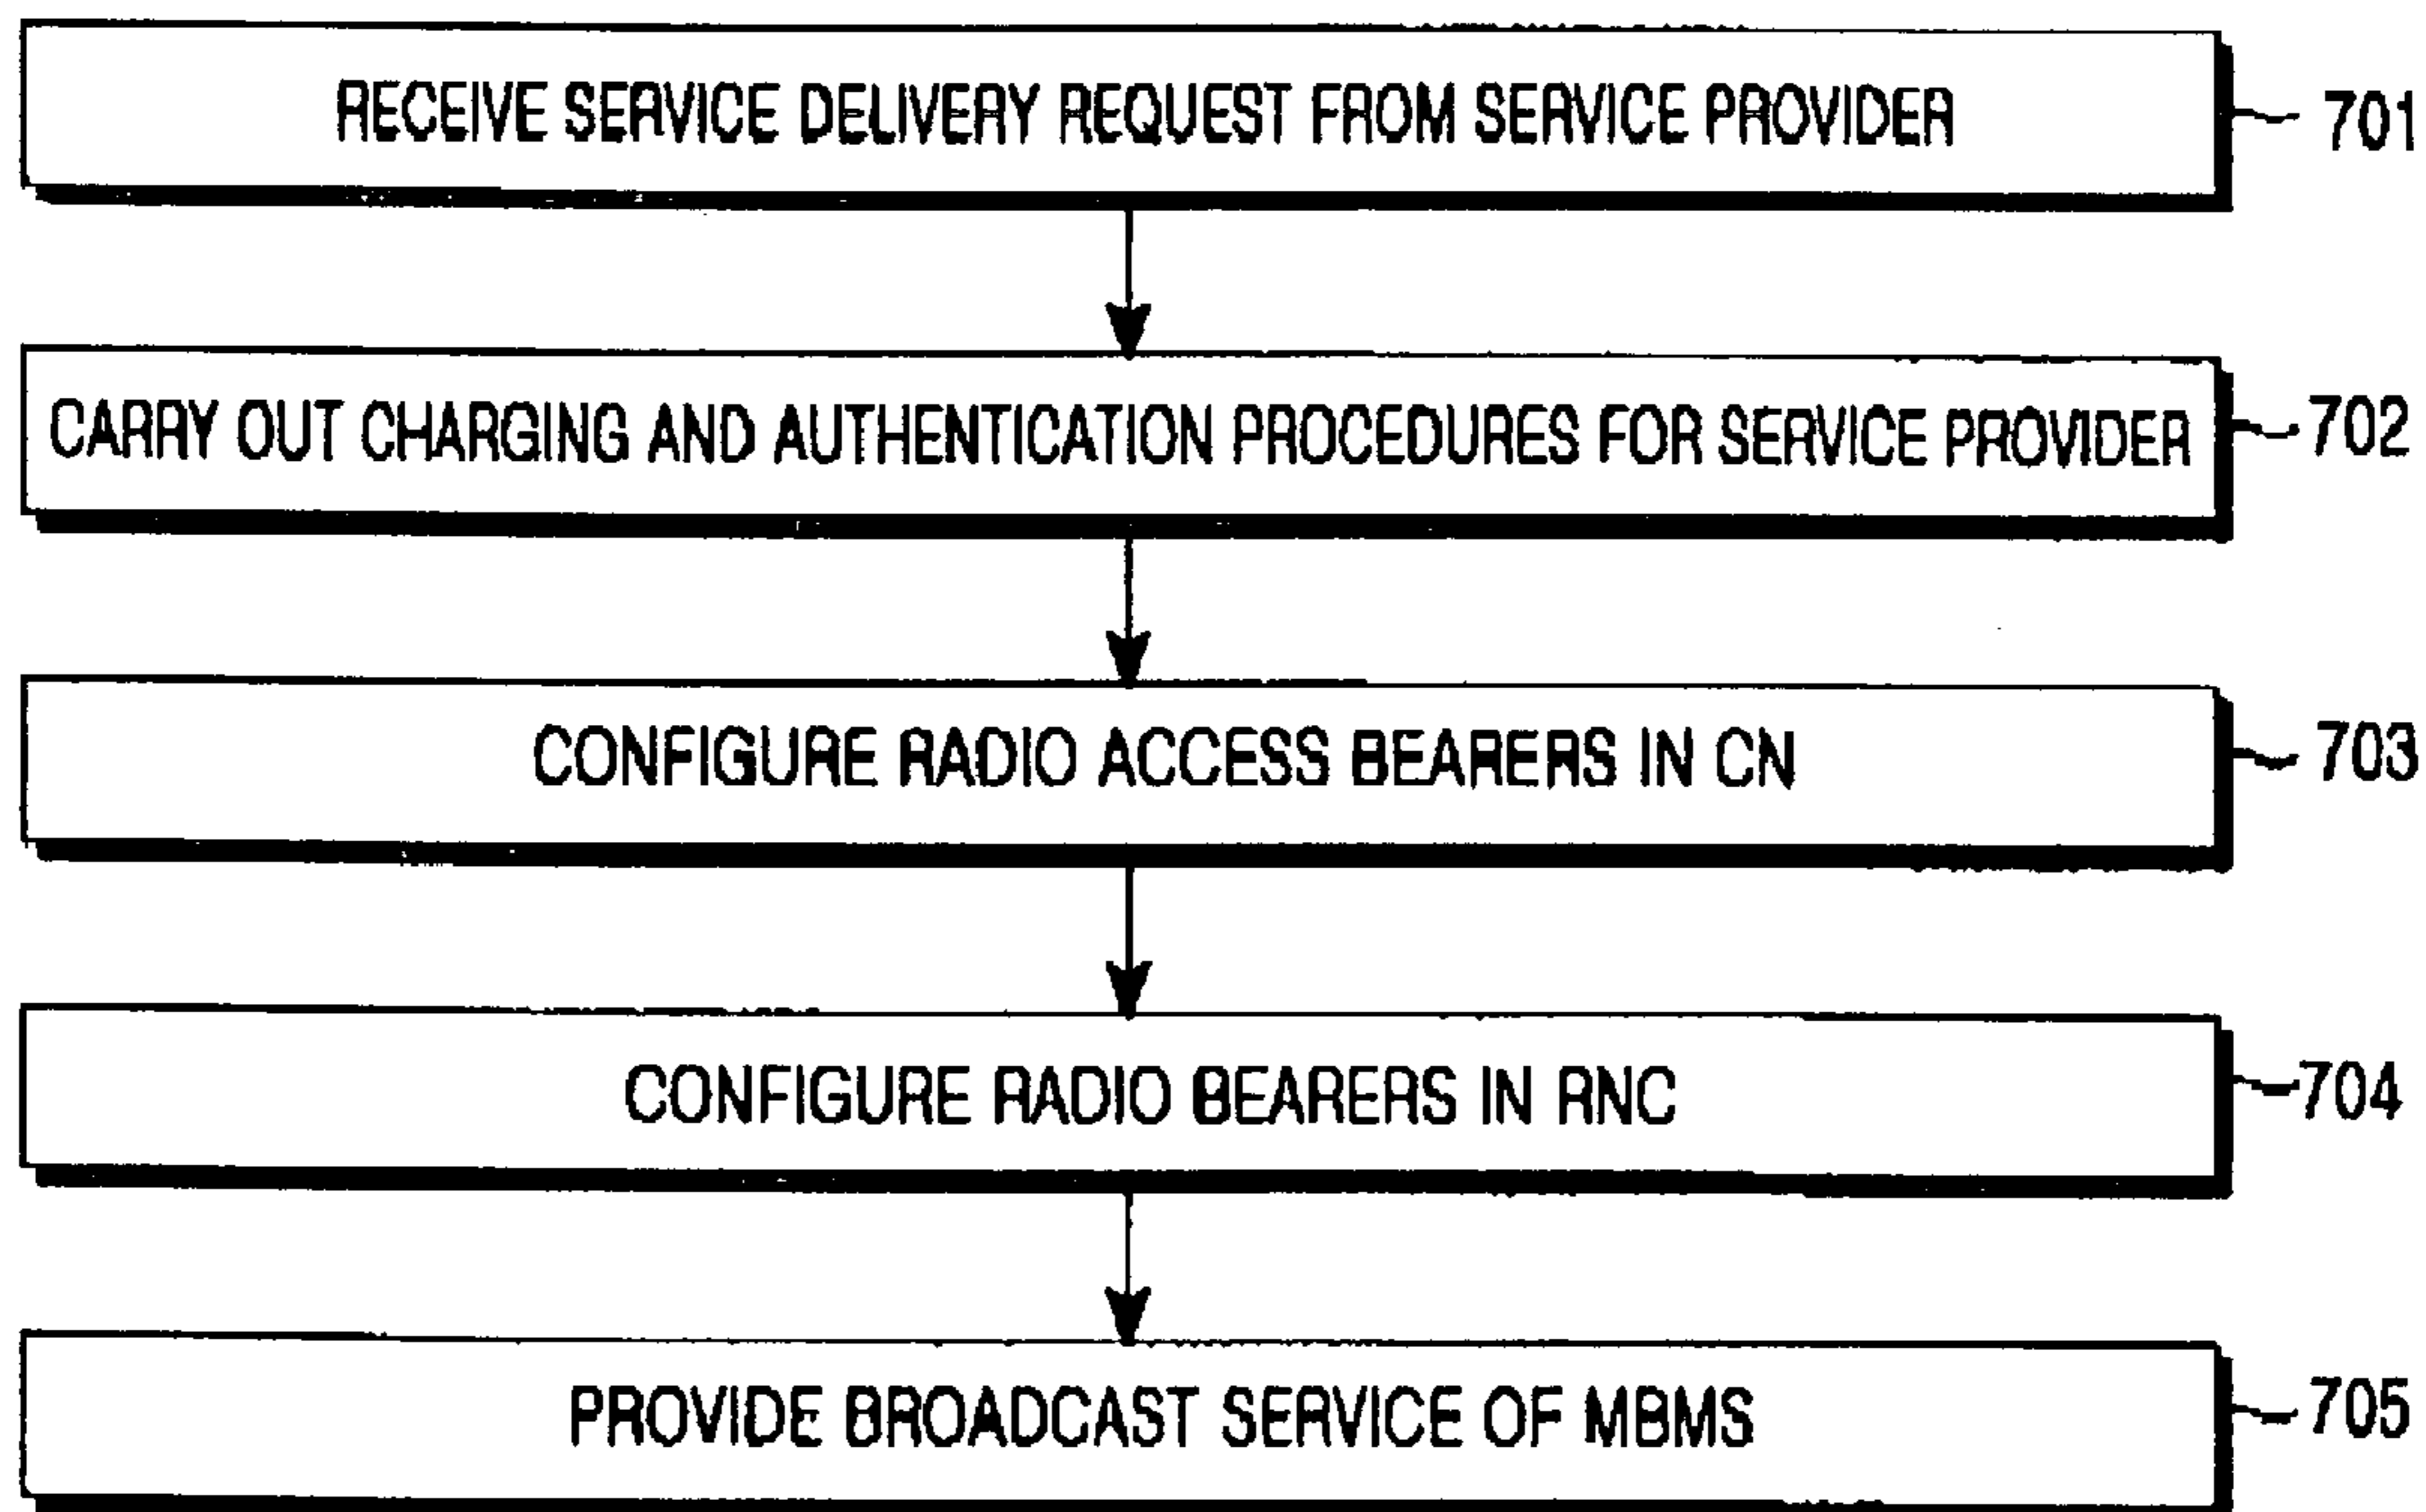 RECEIVE SERVICE DELIVERY REQUEST FROM SERVICE PROVIDER
701
CARRY OUT CHARGING AND AUTHENTICATION PROCEDURES FOR SERVICE PROVIDER
702
CONFIGURE RADIO ACCESS BEARERS IN CN
703
CONFIGURE RADIO BEARERS IN RNC
704
PROVIDE BROADCAST SERVICE OF MBMS
705